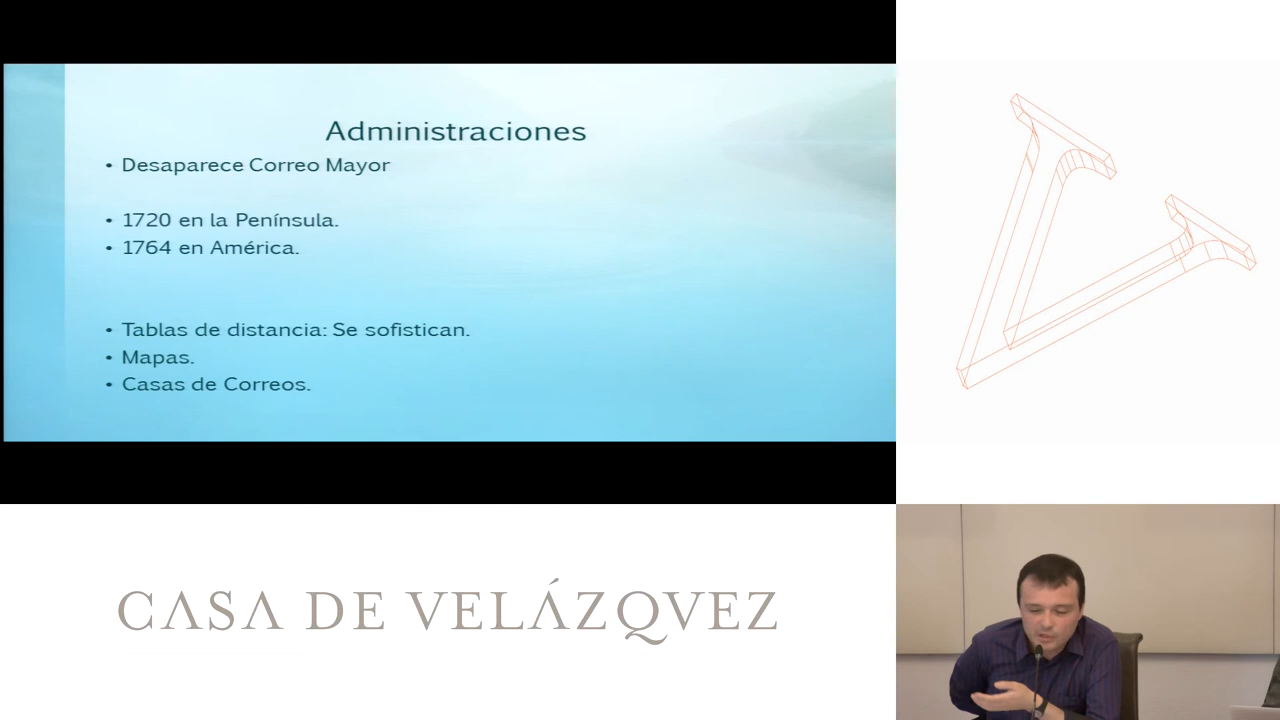 Administraciones
• Desaparece Correo Mayor
• 1720 en la Península.
• 1764 en América.
• Tablas de distancia: Se sofistican.
• Mapas.
• Casas de Correos.
CASA DE VELÁZQVEZ